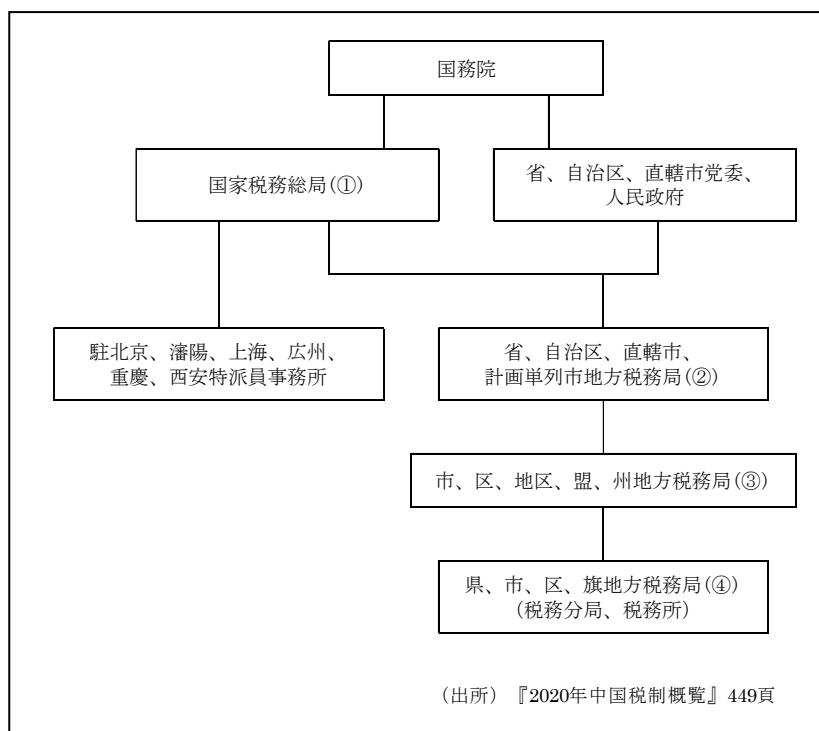 国務院
国家税務総局(①)
省、自治区、直轄市党委、
人民政府
駐北京、瀋陽、上海、広州、
重慶、西安特派員事務所
省、自治区、直轄市、
計画単列市地方税務局(②)
市、区、地区、盟、州地方税務局(③)
県、市、区、旗地方税務局(④)
(税務分局、税務所)
(出所)『2020年中国税制概覧』449頁